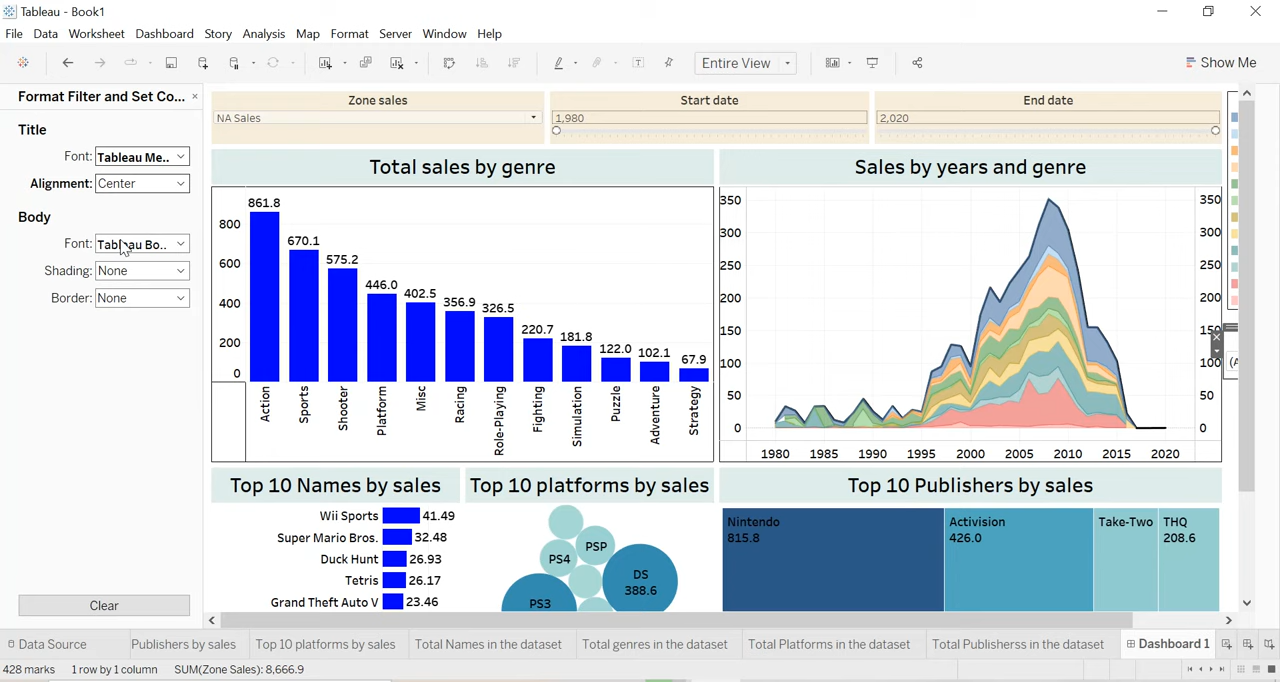 Tableau - Book1
File Data Worksheet Dashboard Story Analysis Map Format Server Window Help
Entire View
Show Me
Format Filter and Set Co... ×
Title
Font: Tableau Me..
Alignment: Center
Body
Font: Tableau Bo..
Shading: None
Border: None
Clear
Zone sales
NA Sales
Start date
1,980
End date
2,020
Total sales by genre
800
600
400
200
0
861.8
670.1
575.2
446.0
402.5
356.9
326.5
220.7
181.8
122.0
102.1
67.9
Action
Sports
Shooter
Platform
Misc
Racing
Role-Playing
Fighting
Simulation
Puzzle
Adventure
Strategy
Sales by years and genre
350
300
250
200
150
100
50
0
350
300
250
200
150
100
50
0
1980 1985 1990 1995 2000 2005 2010 2015 2020
(A
Top 10 Names by sales
Wii Sports 41.49
Super Mario Bros. 32.48
Duck Hunt 26.93
Tetris 26.17
Grand Theft Auto V 23.46
Top 10 platforms by sales
PSP
PS4
DS
388.6
PS3
Top 10 Publishers by sales
Nintendo
815.8
Activision
426.0
Take-Two
THQ
208.6
Data Source
Publishers by sales
Top 10 platforms by sales
Total Names in the dataset
Total genres in the dataset
Total Platforms in the dataset
Total Publisherss in the dataset
Dashboard 1
428 marks 1 row by 1 column SUM(Zone Sales): 8,666.9